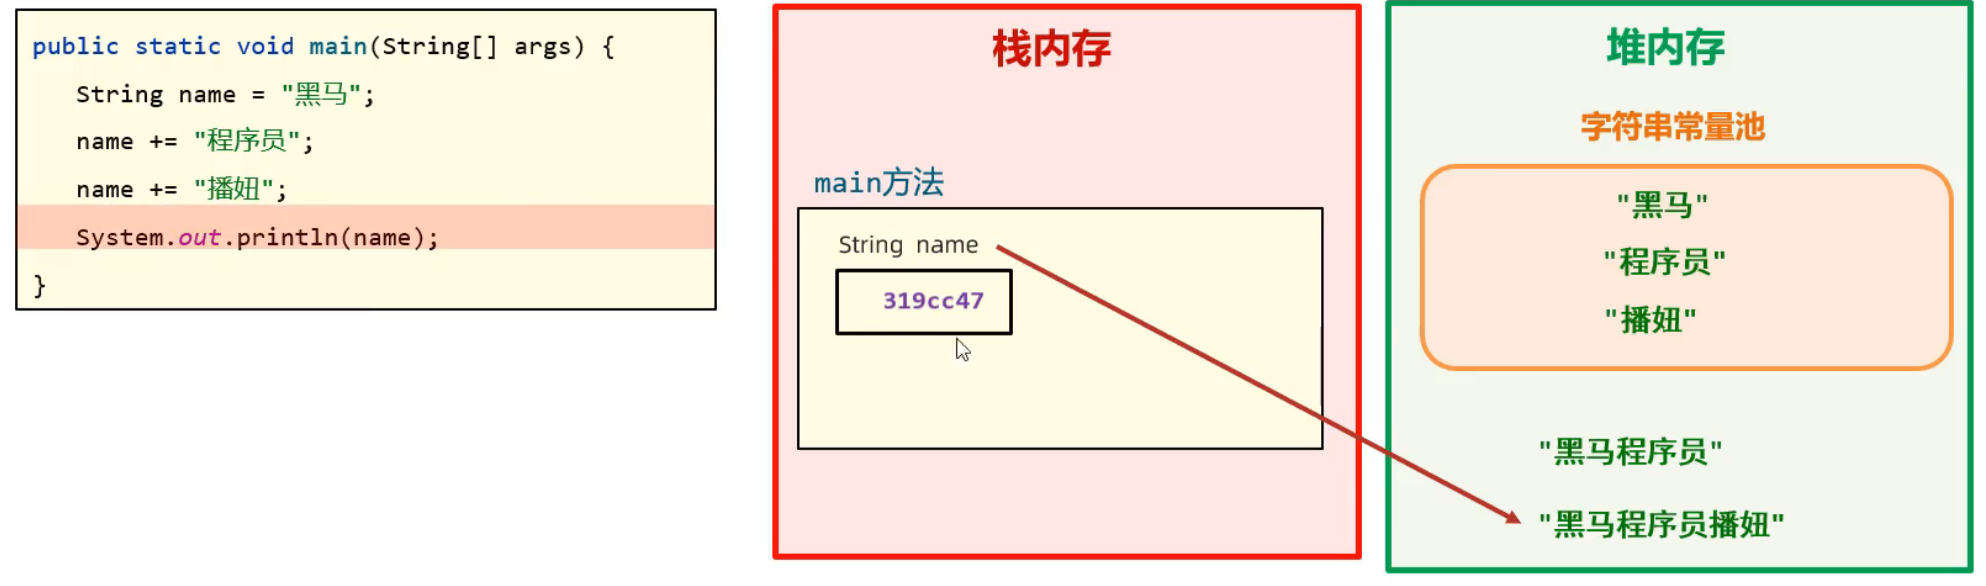 public static void main(String[] args) {
String name = "黑马";
name += "程序员";
name += "播妞";
System.out.println(name);
}
栈内存
main方法
String name
319cc47
堆内存
字符串常量池
"黑马"
"程序员"
"播妞"
"黑马程序员"
"黑马程序员播妞"